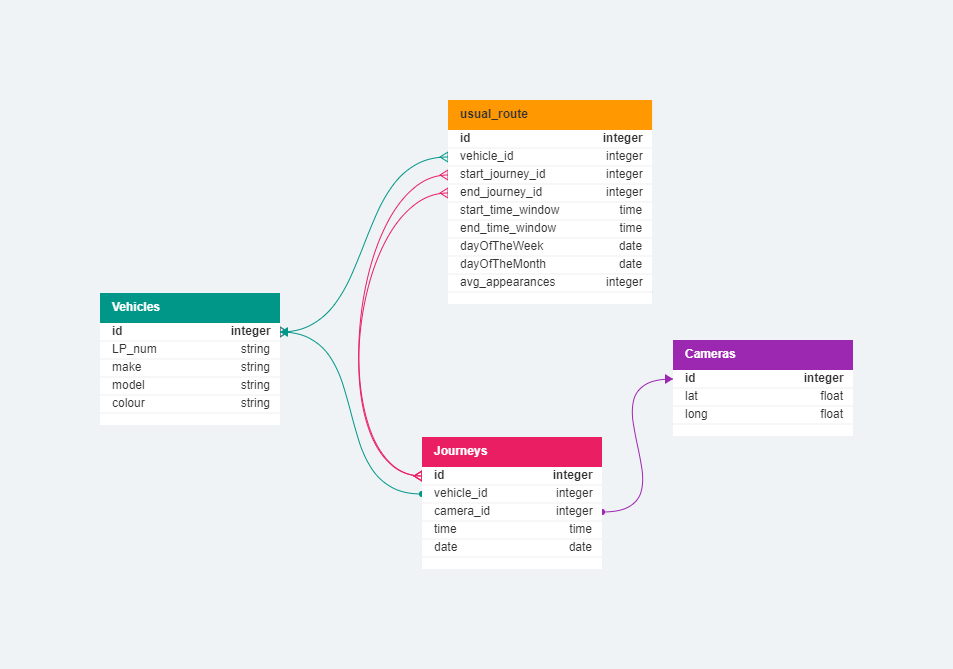 usual_route
id integer
vehicle_id integer
start_journey_id integer
end_journey_id integer
start_time_window time
end_time_window time
dayOfTheWeek date
dayOfTheMonth date
avg_appearances integer
Vehicles
id integer
LP_num string
make string
model string
colour string
Cameras
id integer
lat float
long float
Journeys
id integer
vehicle_id integer
camera_id integer
time time
date date